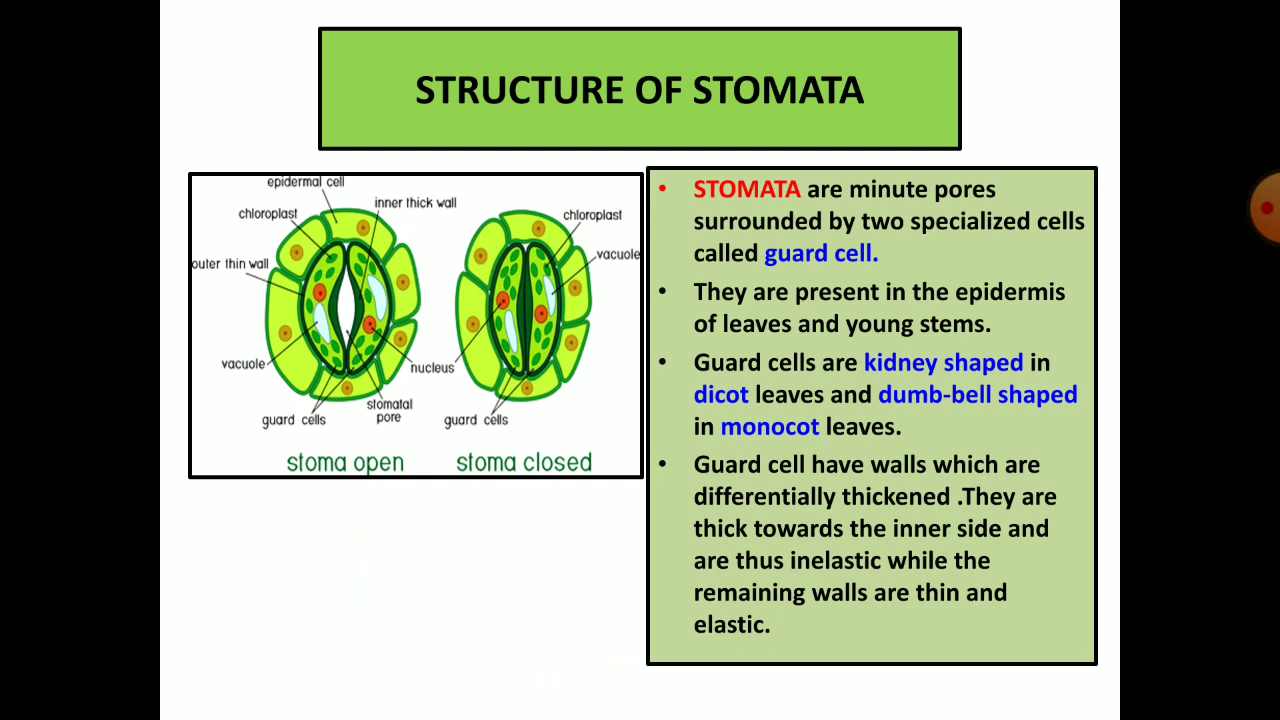 STRUCTURE OF STOMATA
epidermal cell
inner thick wall
chloroplast
outer thin wall
vacuole
guard cells
stomatal
pore
nucleus
chloroplast
vacuole
guard cells
stoma open
stoma closed
• STOMATA are minute pores
surrounded by two specialized cells
called guard cell.
• They are present in the epidermis
of leaves and young stems.
• Guard cells are kidney shaped in
dicot leaves and dumb-bell shaped
in monocot leaves.
• Guard cell have walls which are
differentially thickened .They are
thick towards the inner side and
are thus inelastic while the
remaining walls are thin and
elastic.